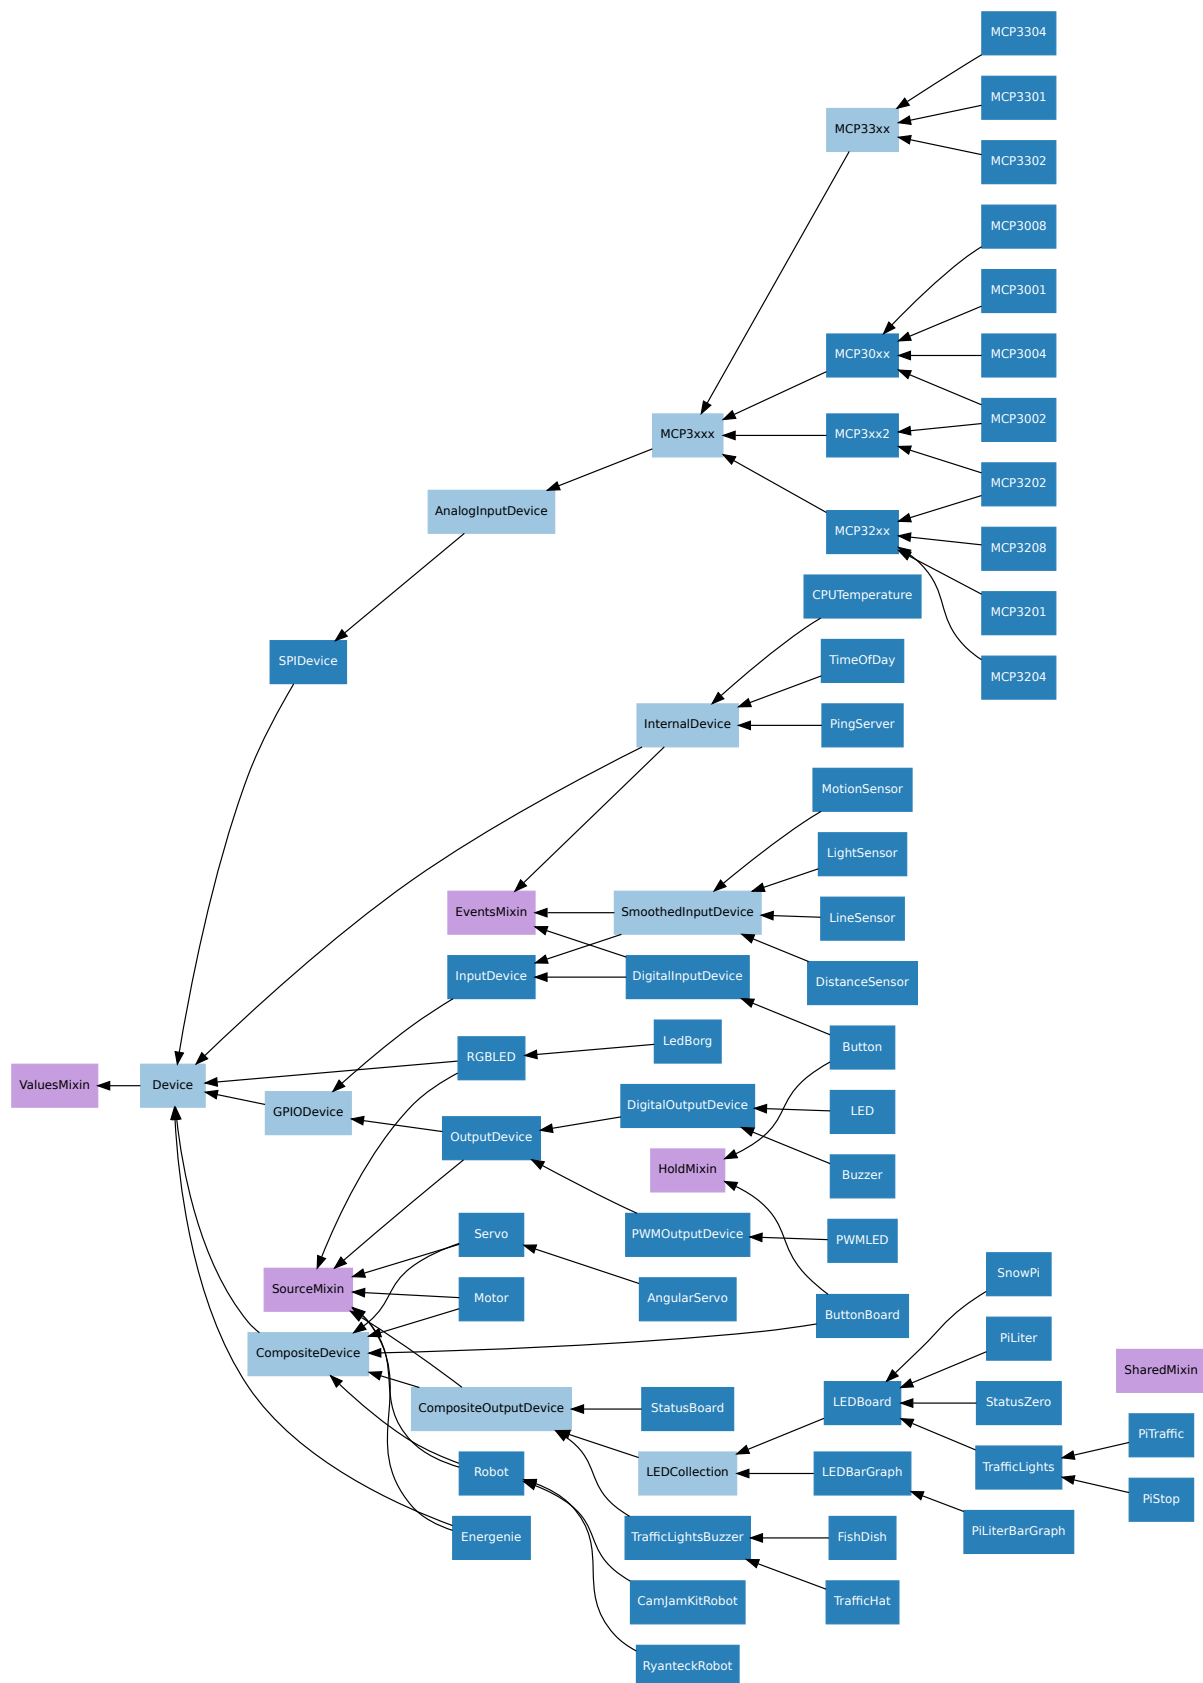 MCP3304
MCP3301
MCP33xx
MCP3302
MCP3008
MCP3001
MCP30xx
MCP3004
MCP3002
MCP3xxx
MCP3xx2
MCP3202
AnalogInputDevice
MCP32xx
MCP3208
CPUTemperature
MCP3201
SPIDevice
TimeOfDay
MCP3204
InternalDevice
PingServer
MotionSensor
LightSensor
EventsMixin
SmoothedInputDevice
LineSensor
InputDevice
DigitalInputDevice
DistanceSensor
LedBorg
Button
RGBLED
ValuesMixin
Device
GPIODevice
DigitalOutputDevice
LED
OutputDevice
HoldMixin
Buzzer
Servo
PWMOutputDevice
PWMLED
SourceMixin
Motor
AngularServo
SnowPi
ButtonBoard
PiLiter
CompositeDevice
SharedMixin
CompositeOutputDevice
StatusBoard
LEDBoard
StatusZero
PiTraffic
Robot
LEDCollection
LEDBarGraph
TrafficLights
PiStop
Energenie
TrafficLightsBuzzer
FishDish
PiLiterBarGraph
CamJamKitRobot
TrafficHat
RyanteckRobot